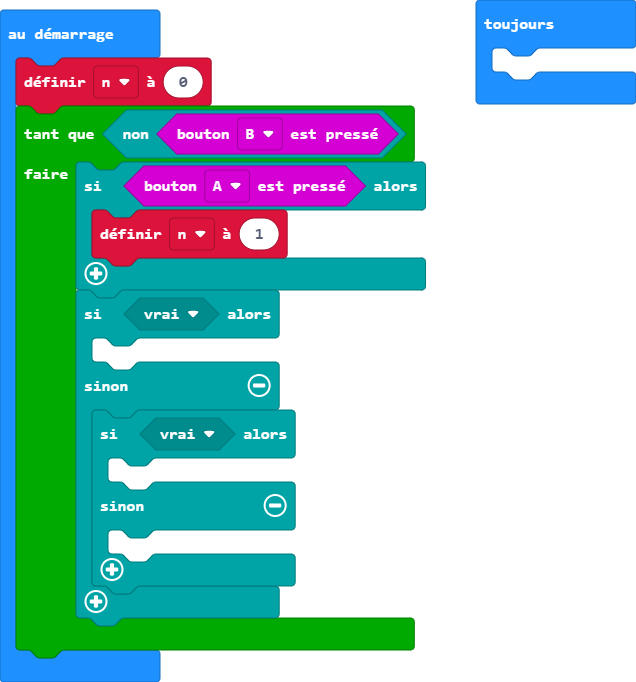 au démarrage
définir n à 0
tant que non bouton B est pressé
faire si bouton A est pressé alors
définir n à 1
si vrai alors
sinon
si vrai alors
sinon
toujours